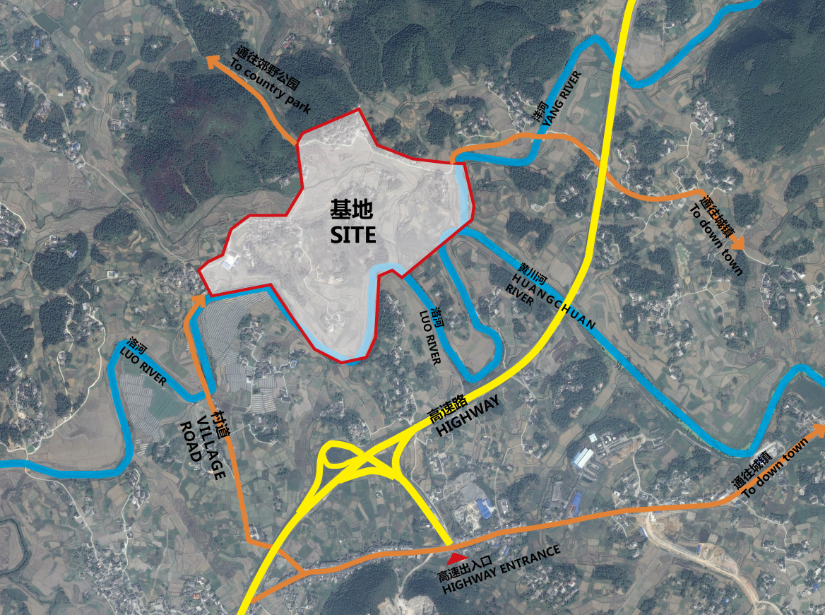 通往郊野公园
To country park
洋河
YANG RIVER
基地
SITE
通往城镇
To down town
黄川河
HUANGCHUAN
RIVER
洛河
LUO RIVER
洛河
LUO RIVER
高速路
HIGHWAY
村道
VILLAGE
ROAD
通往城镇
To down town
高速出入口
HIGHWAY ENTRANCE